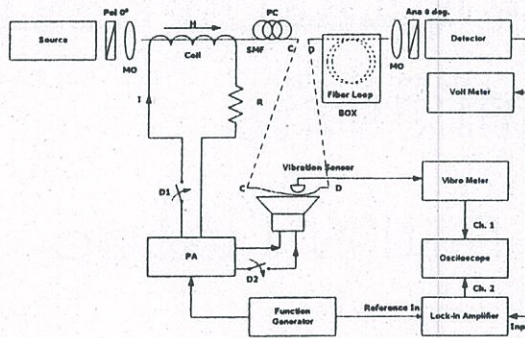 Source
Pol 0°
MO
H
Coil
PC
SMF
C
D
Fiber Loop
BOX
MO
Ana θ deg.
Detector
Volt Meter
I
R
D1
C
D
Vibration Sensor
Vibro Meter
Ch. 1
PA
D2
Osciloscope
Ch. 2
Function
Generator
Reference In
Lock-in Amplifier